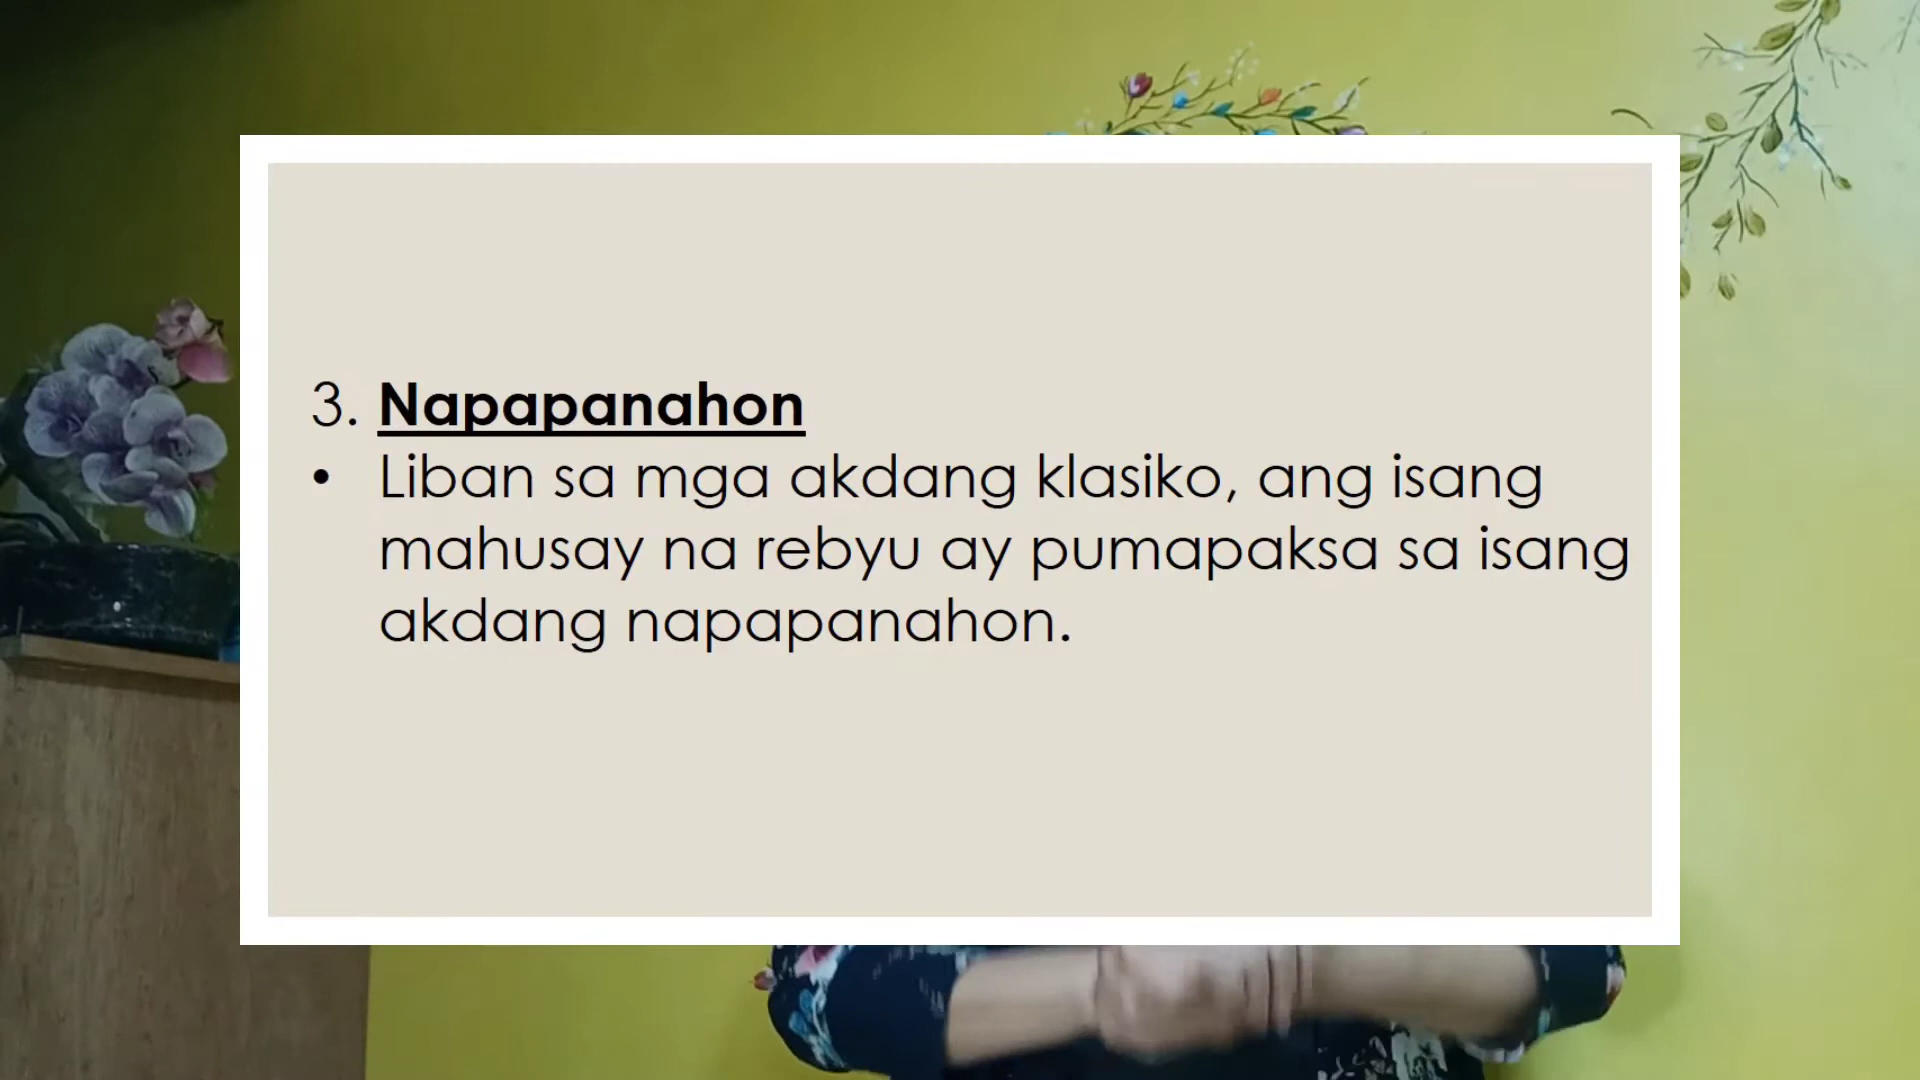 3. Napapanahon
• Liban sa mga akdang klasiko, ang isang
mahusay na rebyu ay pumapaksa sa isang
akdang napapanahon.